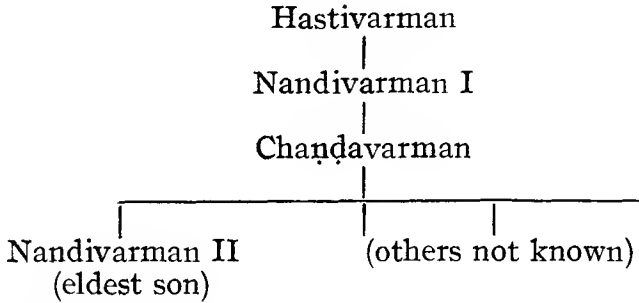 Hastivarman
Nandivarman I
Chaṇḍavarman
Nandivarman II (others not known)
(eldest son)